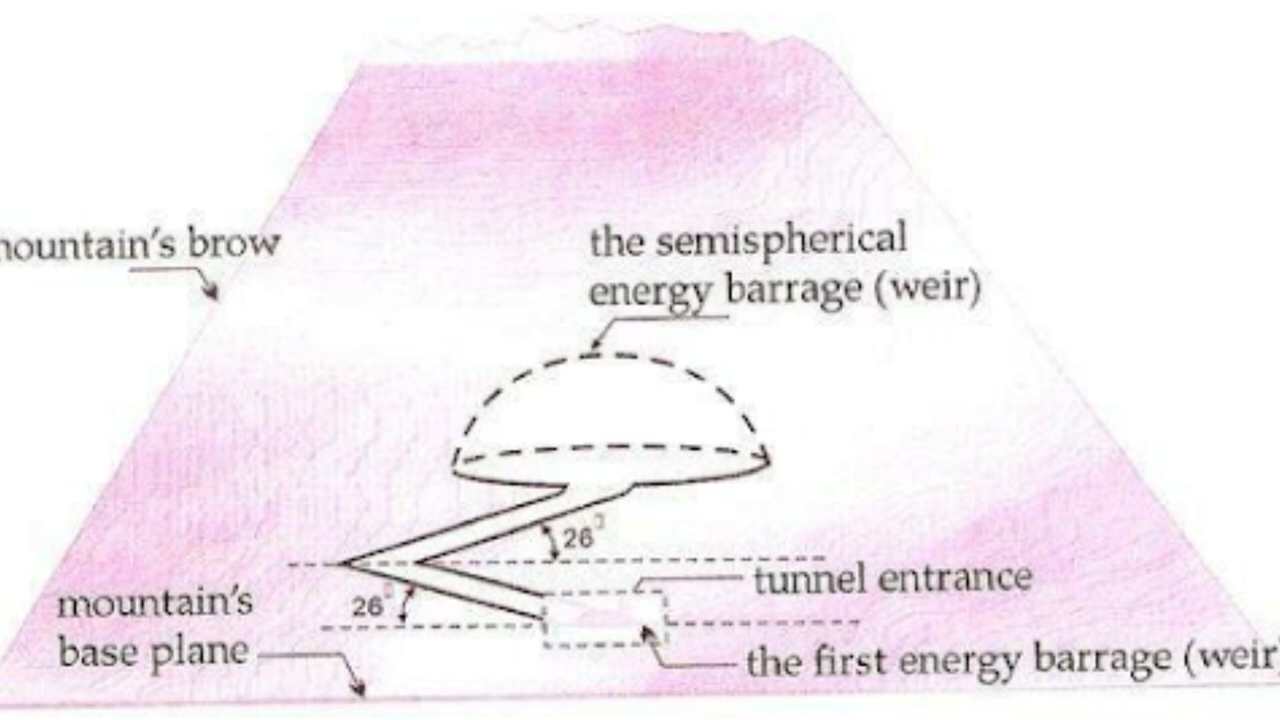 mountain's brow
the semispherical
energy barrage (weir)
26
tunnel entrance
26
mountain's
base plane
the first energy barrage (weir)